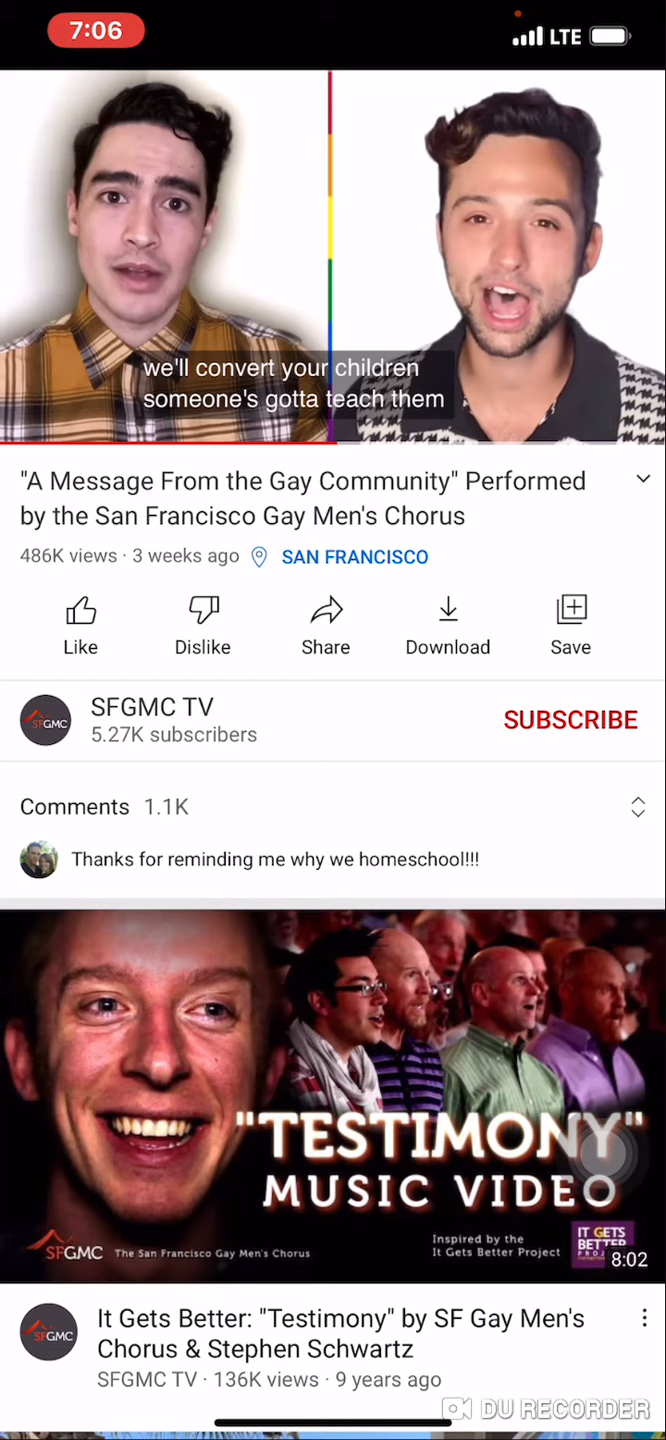 7:06
LTE
we'll convert your children
someone's gotta teach them
"A Message From the Gay Community" Performed
by the San Francisco Gay Men's Chorus
486K views · 3 weeks ago SAN FRANCISCO
Like Dislike Share Download Save
SFGMC
SFGMC TV
5.27K subscribers
SUBSCRIBE
Comments 1.1K
Thanks for reminding me why we homeschool!!!
"TESTIMONY"
MUSIC VIDEO
SFGMC The San Francisco Gay Men's Chorus
Inspired by the
It Gets Better Project
IT GETS
BETTER
8:02
SFGMC
It Gets Better: "Testimony" by SF Gay Men's
Chorus & Stephen Schwartz
SFGMC TV · 136K views · 9 years ago
DU RECORDER